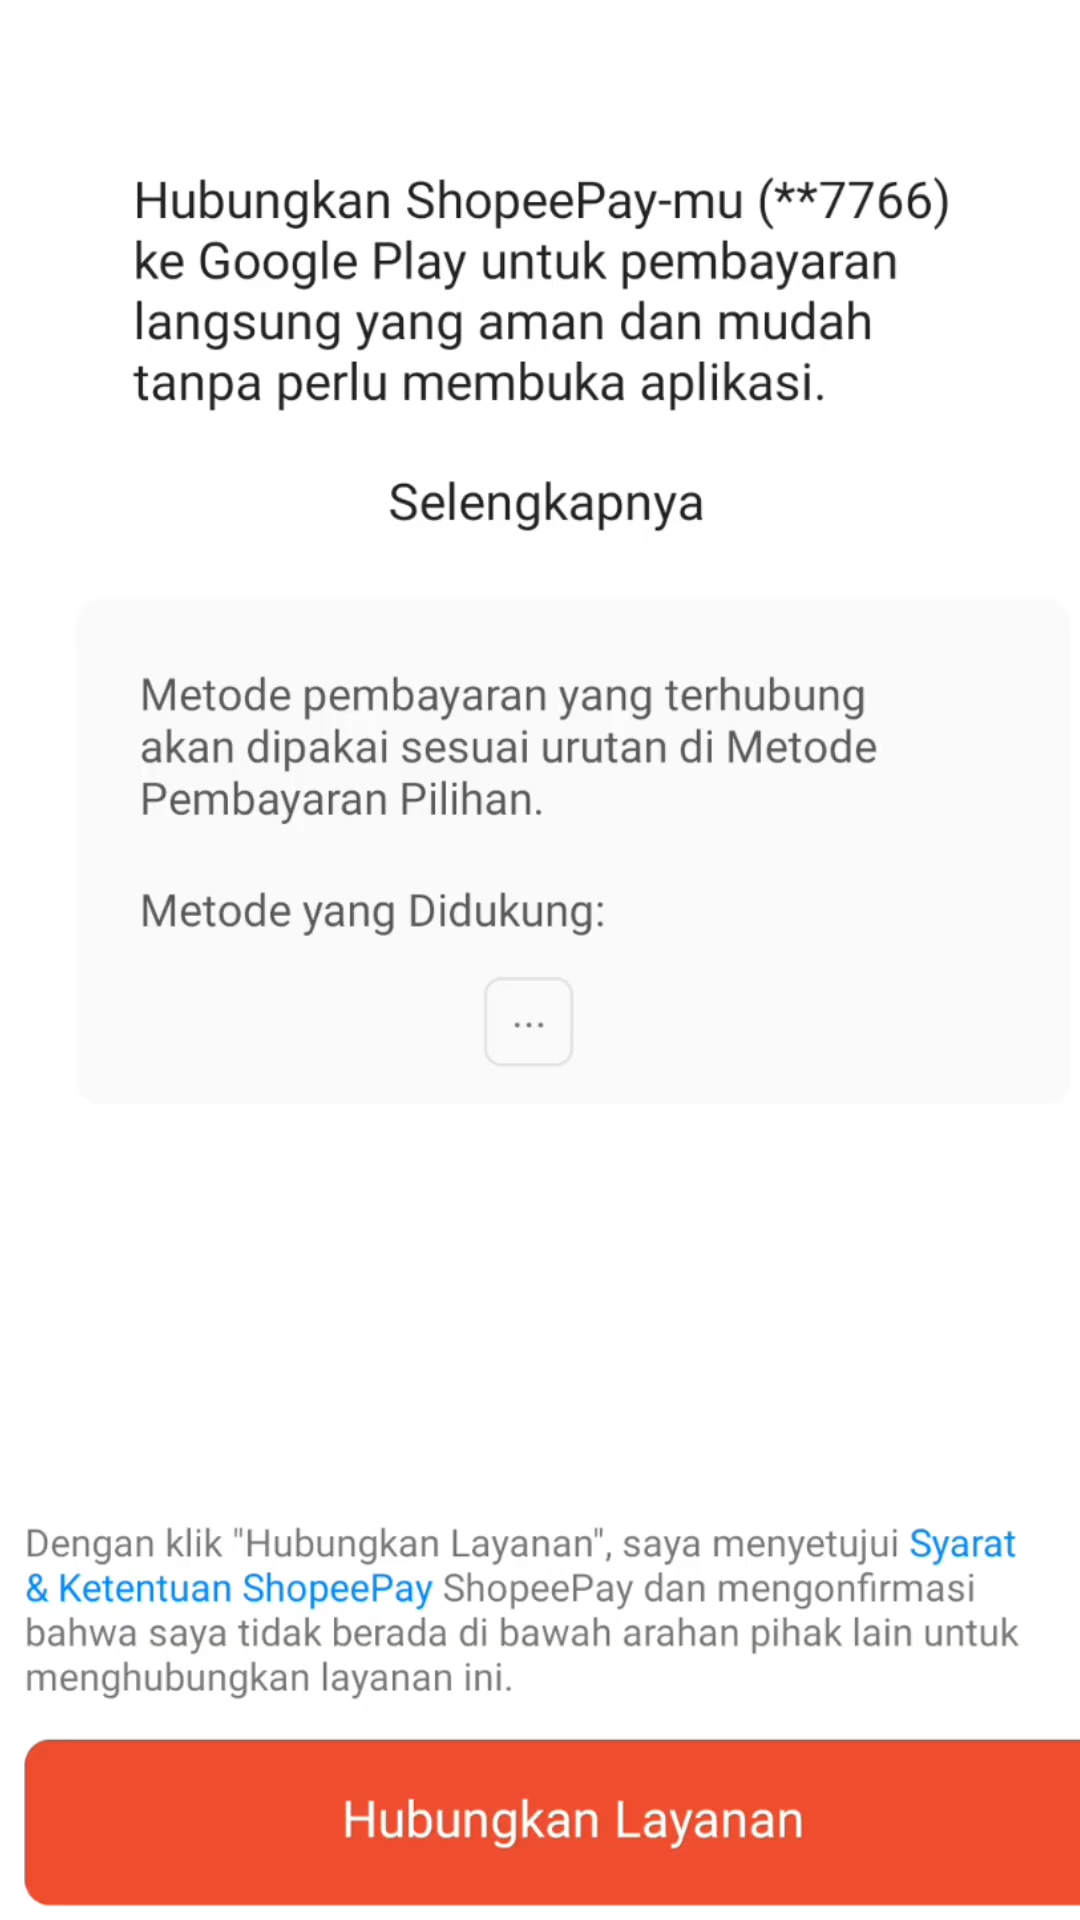 Hubungkan ShopeePay-mu (**7766)
ke Google Play untuk pembayaran
langsung yang aman dan mudah
tanpa perlu membuka aplikasi.
Selengkapnya
Metode pembayaran yang terhubung
akan dipakai sesuai urutan di Metode
Pembayaran Pilihan.
Metode yang Didukung:
...
Dengan klik "Hubungkan Layanan", saya menyetujui Syarat
& Ketentuan ShopeePay ShopeePay dan mengonfirmasi
bahwa saya tidak berada di bawah arahan pihak lain untuk
menghubungkan layanan ini.
Hubungkan Layanan